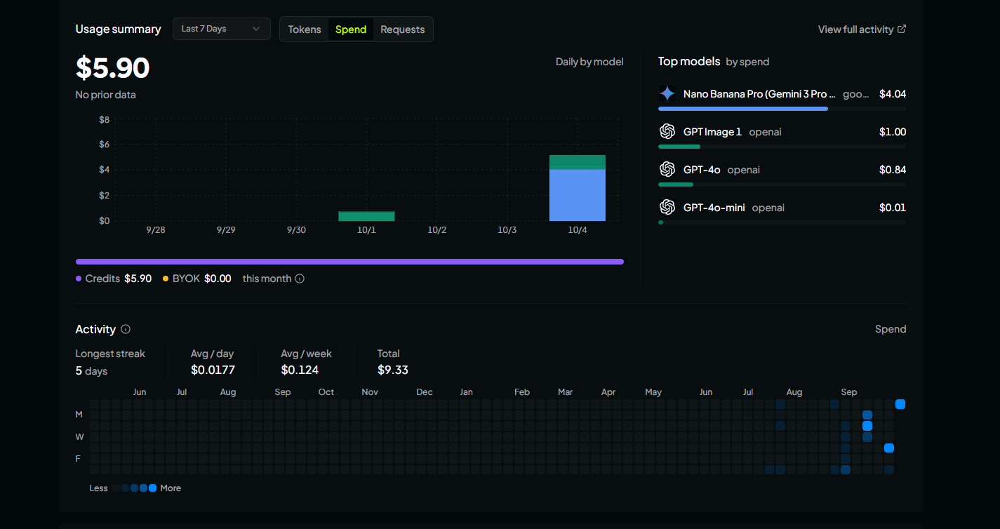 Usage summary Last 7 Days Tokens Spend Requests View full activity
$5.90
No prior data
Daily by model
$8
$6
$4
$2
$0
9/28 9/29 9/30 10/1 10/2 10/3 10/4
Credits $5.90 BYOK $0.00 this month
Top models by spend
Nano Banana Pro (Gemini 3 Pro ... goo... $4.04
GPT Image 1 openai $1.00
GPT-4o openai $0.84
GPT-4o-mini openai $0.01
Activity Spend
Longest streak Avg / day Avg / week Total
5 days $0.0177 $0.124 $9.33
Jun Jul Aug Sep Oct Nov Dec Jan Feb Mar Apr May Jun Jul Aug Sep
M
W
F
Less More